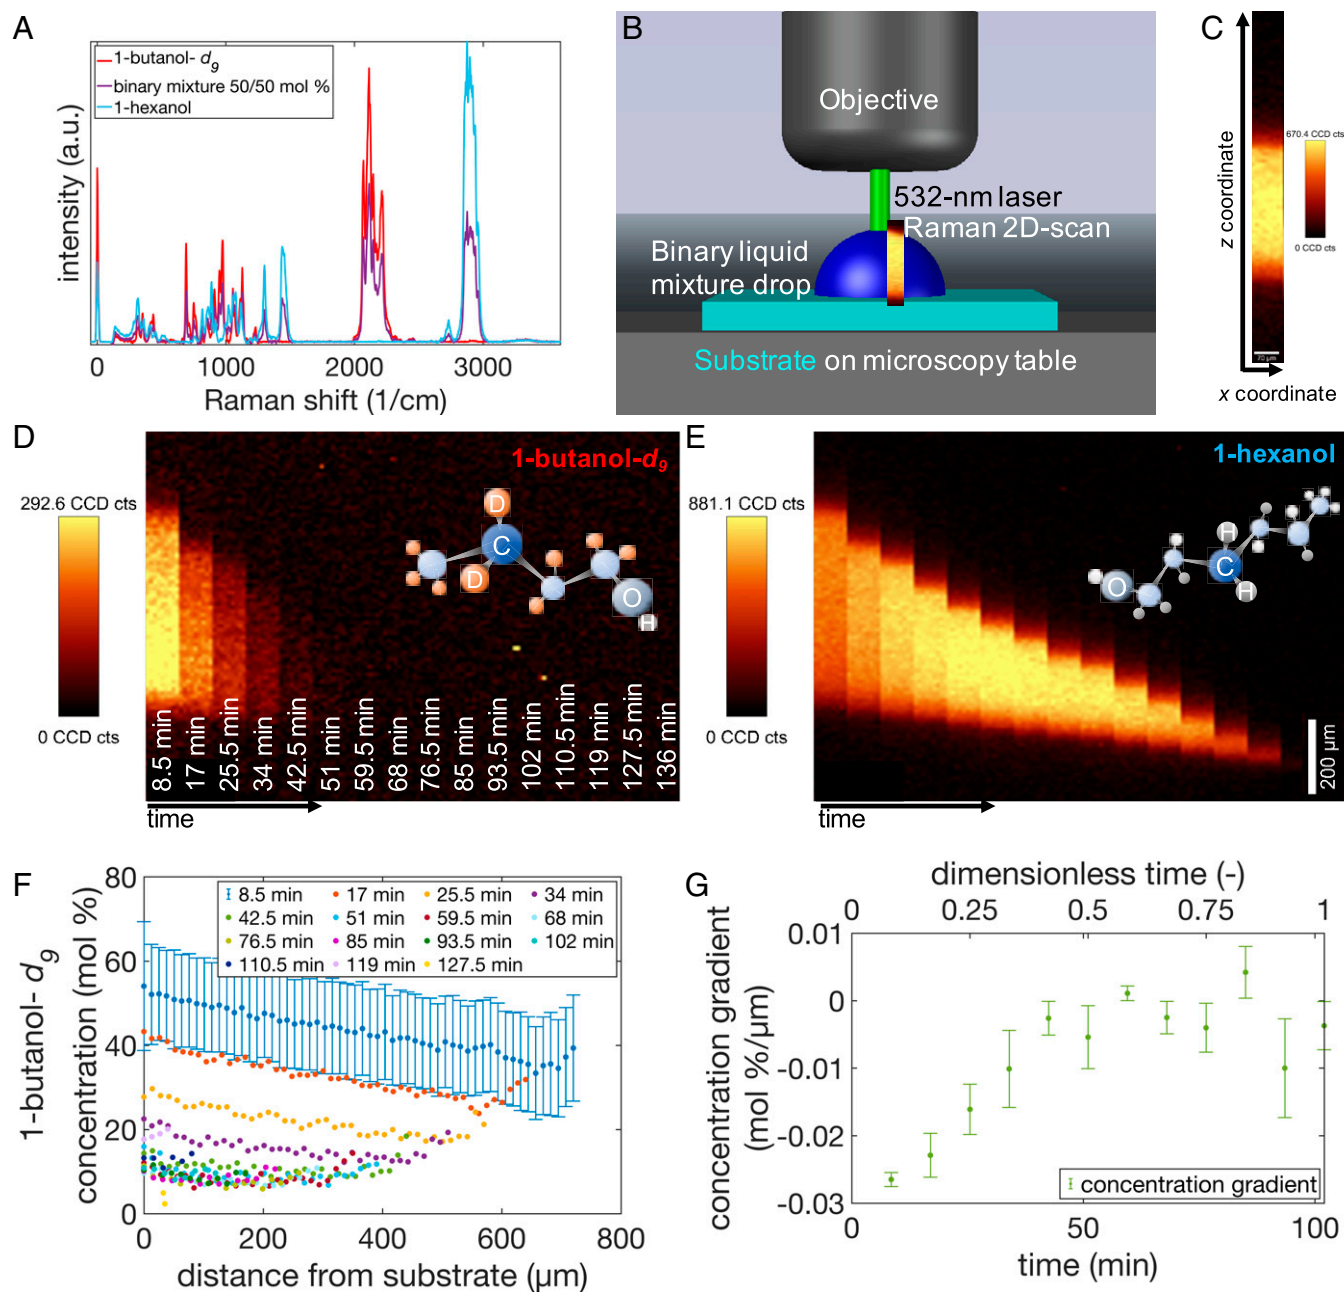 A
1-butanol- d9
binary mixture 50/50 mol %
1-hexanol
intensity (a.u.)
0
1000
2000
3000
Raman shift (1/cm)
B
Objective
532-nm laser
Raman 2D-scan
Binary liquid
mixture drop
Substrate on microscopy table
C
z coordinate
670.4 CCD cts
0 CCD cts
70 µm
x coordinate
D
1-butanol-d9
292.6 CCD cts
0 CCD cts
D
C
D
O
H
8.5 min
17 min
25.5 min
34 min
42.5 min
51 min
59.5 min
68 min
76.5 min
85 min
93.5 min
102 min
110.5 min
119 min
127.5 min
136 min
time
E
1-hexanol
881.1 CCD cts
0 CCD cts
H
C
O
H
200 µm
time
F
1-butanol- d9
concentration (mol %)
80
60
40
20
0
8.5 min 17 min 25.5 min 34 min
42.5 min 51 min 59.5 min 68 min
76.5 min 85 min 93.5 min 102 min
110.5 min 119 min 127.5 min
0 200 400 600 800
distance from substrate (µm)
G
dimensionless time (-)
0 0.25 0.5 0.75 1
concentration gradient
(mol %/µm)
0.01
0
-0.01
-0.02
-0.03
concentration gradient
0 50 102
time (min)